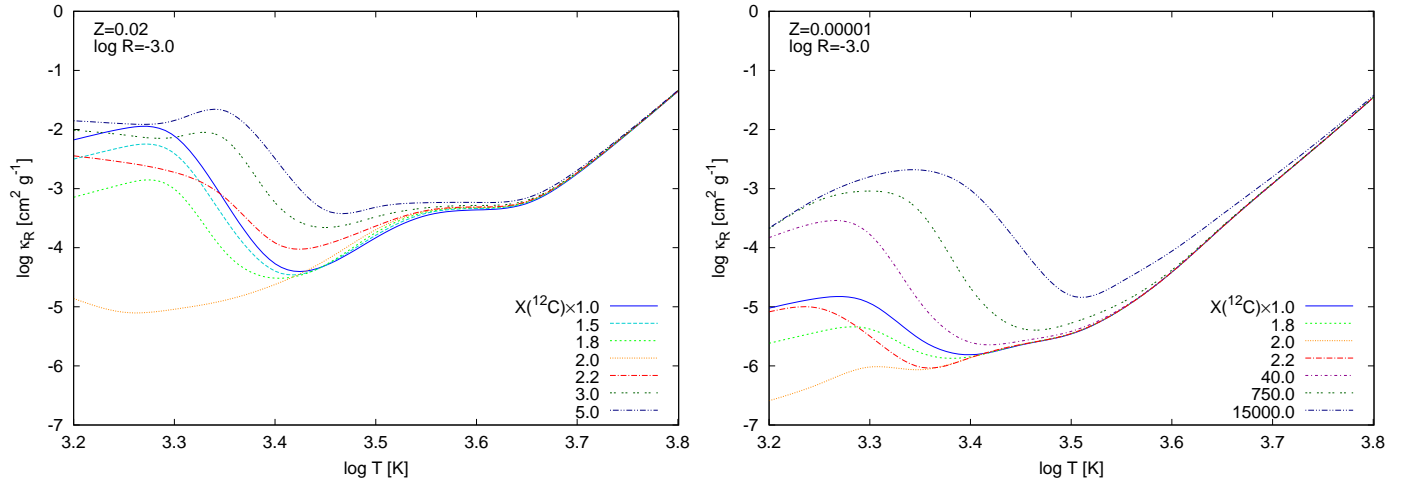 0
-1
-2
-3
-4
-5
-6
-7
log κR [cm² g⁻¹]
Z=0.02
log R=-3.0
X(¹²C)×1.0
1.5
1.8
2.0
2.2
3.0
5.0
3.2 3.3 3.4 3.5 3.6 3.7 3.8
log T [K]
0
-1
-2
-3
-4
-5
-6
-7
log κR [cm² g⁻¹]
Z=0.00001
log R=-3.0
X(¹²C)×1.0
1.8
2.0
2.2
40.0
750.0
15000.0
3.2 3.3 3.4 3.5 3.6 3.7 3.8
log T [K]